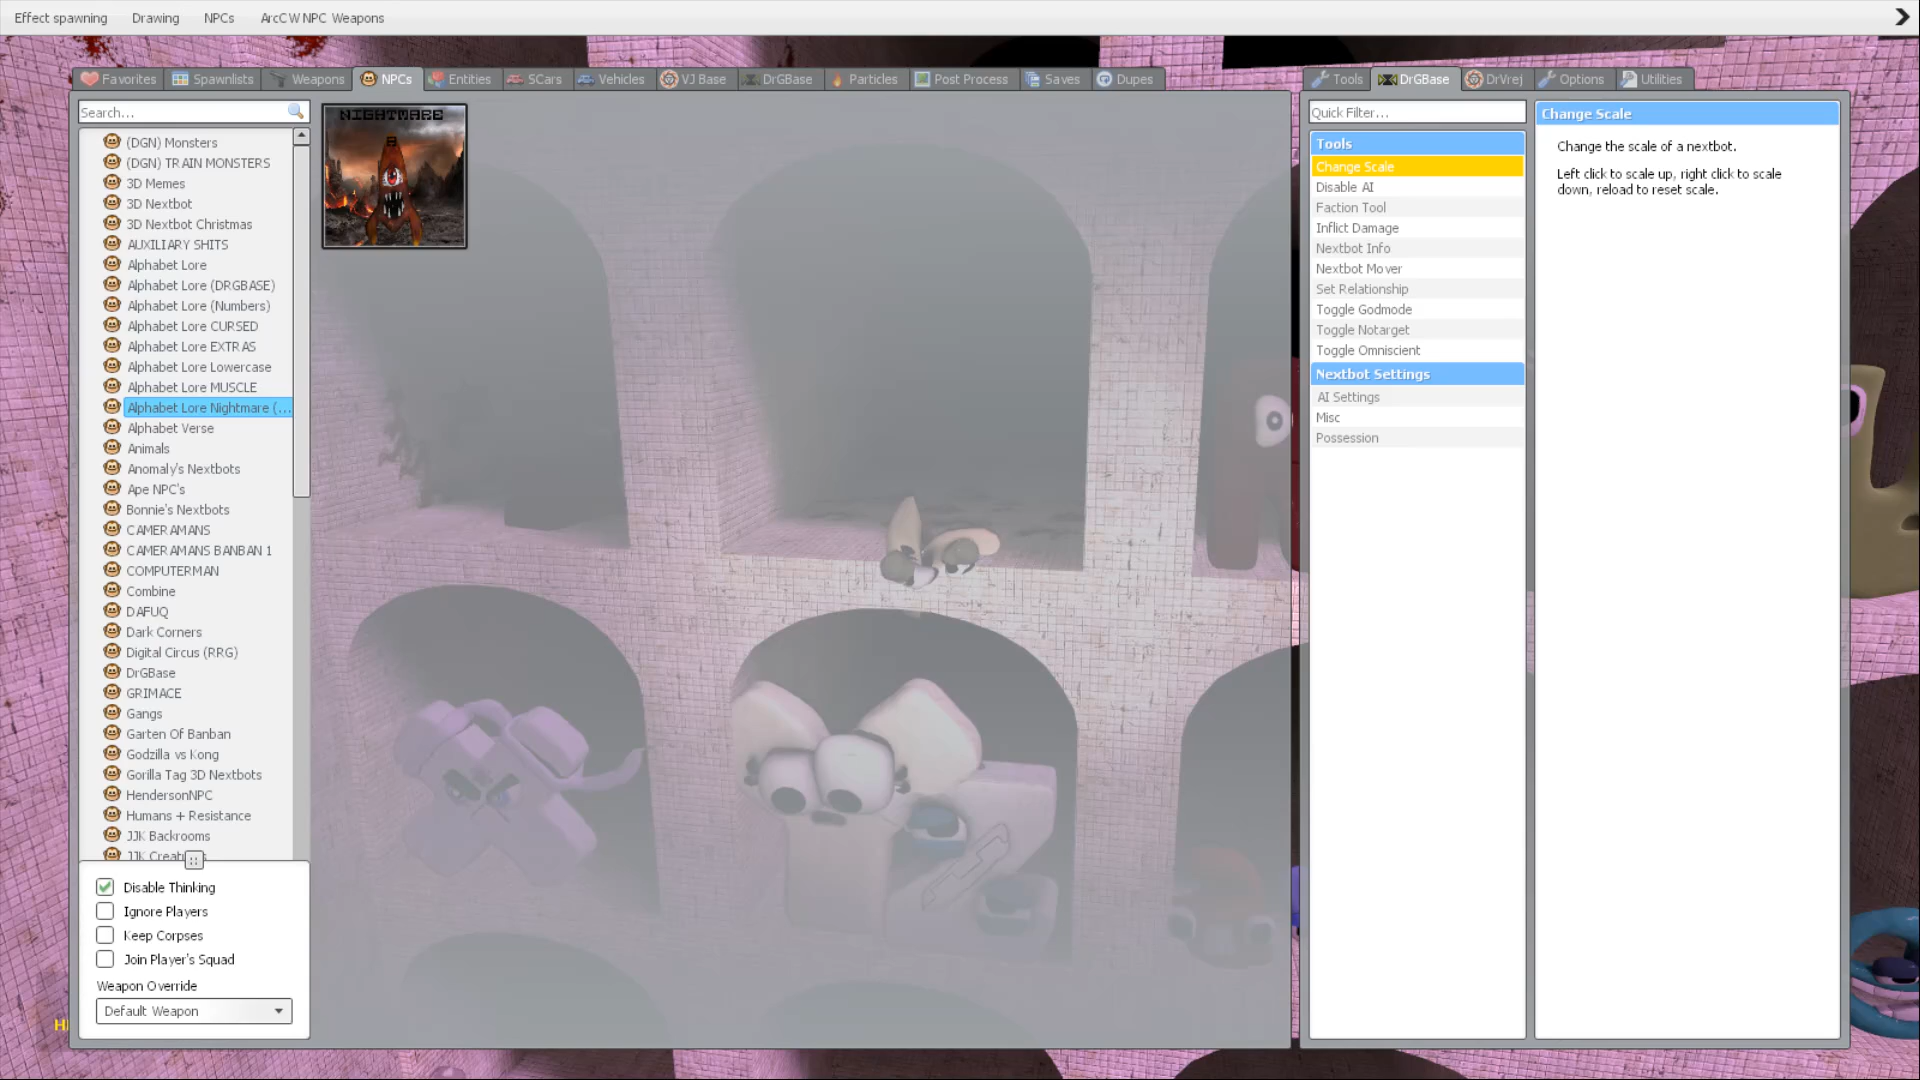 Effect spawning Drawing NPCs ArcCW NPC Weapons
Favorites Spawnlists Weapons NPCs Entities SCars Vehicles VJ Base DrGBase Particles Post Process Saves Dupes
Tools DrGBase DrVrej Options Utilities
Search...
(DGN) Monsters
(DGN) TRAIN MONSTERS
3D Memes
3D Nextbot
3D Nextbot Christmas
AUXILIARY SHITS
Alphabet Lore
Alphabet Lore (DRGBASE)
Alphabet Lore (Numbers)
Alphabet Lore CURSED
Alphabet Lore EXTRAS
Alphabet Lore Lowercase
Alphabet Lore MUSCLE
Alphabet Lore Nightmare (...
Alphabet Verse
Animals
Anomaly's Nextbots
Ape NPC's
Bonnie's Nextbots
CAMERAMANS
CAMERAMANS BANBAN 1
COMPUTERMAN
Combine
DAFUQ
Dark Corners
Digital Circus (RRG)
DrGBase
GRIMACE
Gangs
Garten Of Banban
Godzilla vs Kong
Gorilla Tag 3D Nextbots
HendersonNPC
Humans + Resistance
JJK Backrooms
Disable Thinking
Ignore Players
Keep Corpses
Join Player's Squad
Weapon Override
Default Weapon
NIGHTMARE
Quick Filter...
Tools
Change Scale
Disable AI
Faction Tool
Inflict Damage
Nextbot Info
Nextbot Mover
Set Relationship
Toggle Godmode
Toggle Notarget
Toggle Omniscient
Nextbot Settings
AI Settings
Misc
Possession
Change Scale
Change the scale of a nextbot.
Left click to scale up, right click to scale
down, reload to reset scale.